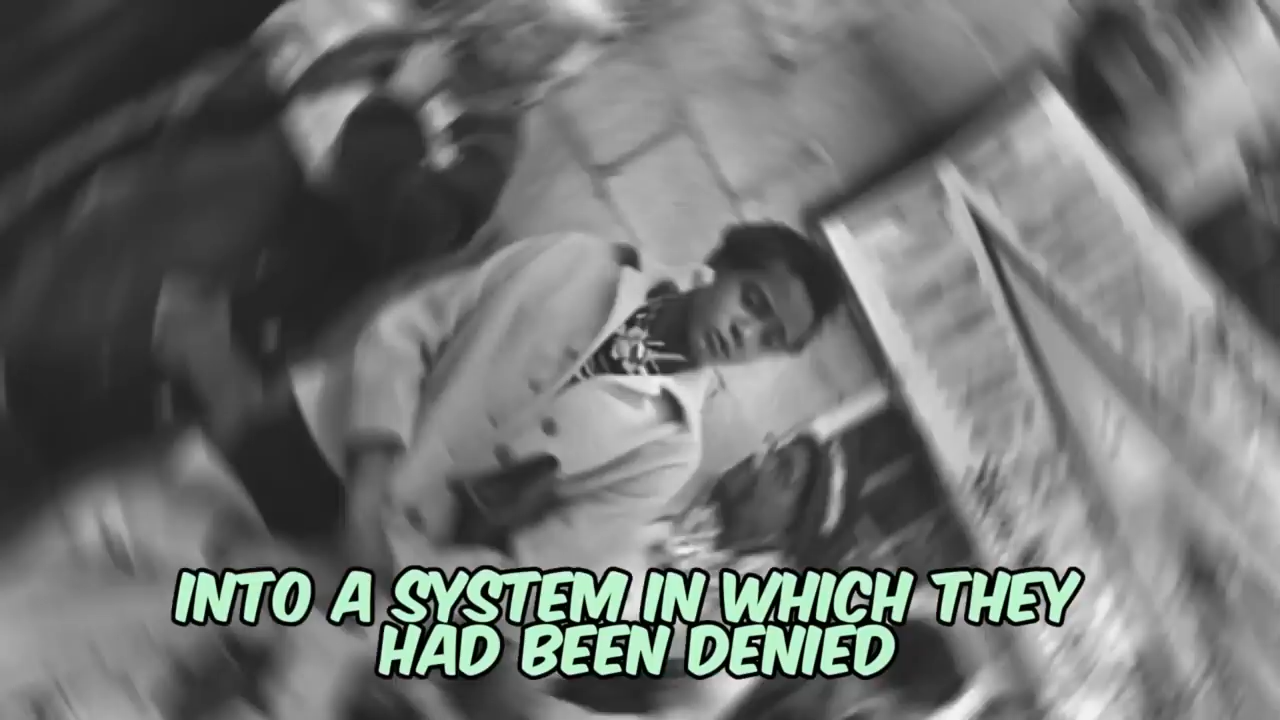 INTO A SYSTEM IN WHICH THEY
HAD BEEN DENIED